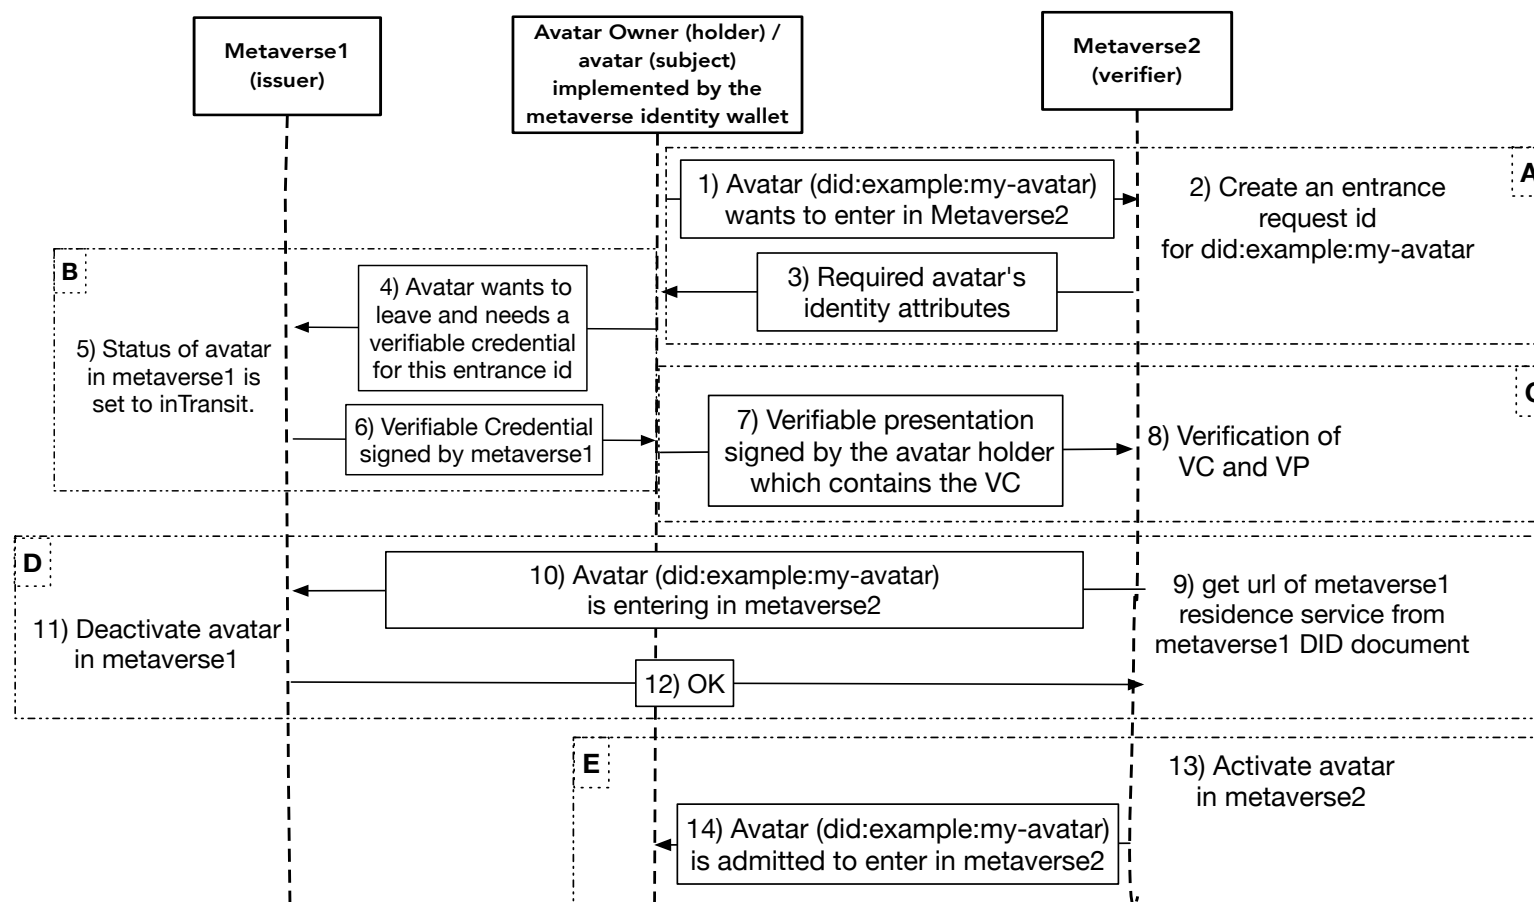 Metaverse1
(issuer)
Avatar Owner (holder) /
avatar (subject)
implemented by the
metaverse identity wallet
Metaverse2
(verifier)
A
1) Avatar (did:example:my-avatar)
wants to enter in Metaverse2
2) Create an entrance
request id
for did:example:my-avatar
3) Required avatar's
identity attributes
B
4) Avatar wants to
leave and needs a
verifiable credential
for this entrance id
5) Status of avatar
in metaverse1 is
set to inTransit.
6) Verifiable Credential
signed by metaverse1
C
7) Verifiable presentation
signed by the avatar holder
which contains the VC
8) Verification of
VC and VP
D
9) get url of metaverse1
residence service from
metaverse1 DID document
10) Avatar (did:example:my-avatar)
is entering in metaverse2
11) Deactivate avatar
in metaverse1
12) OK
E
13) Activate avatar
in metaverse2
14) Avatar (did:example:my-avatar)
is admitted to enter in metaverse2